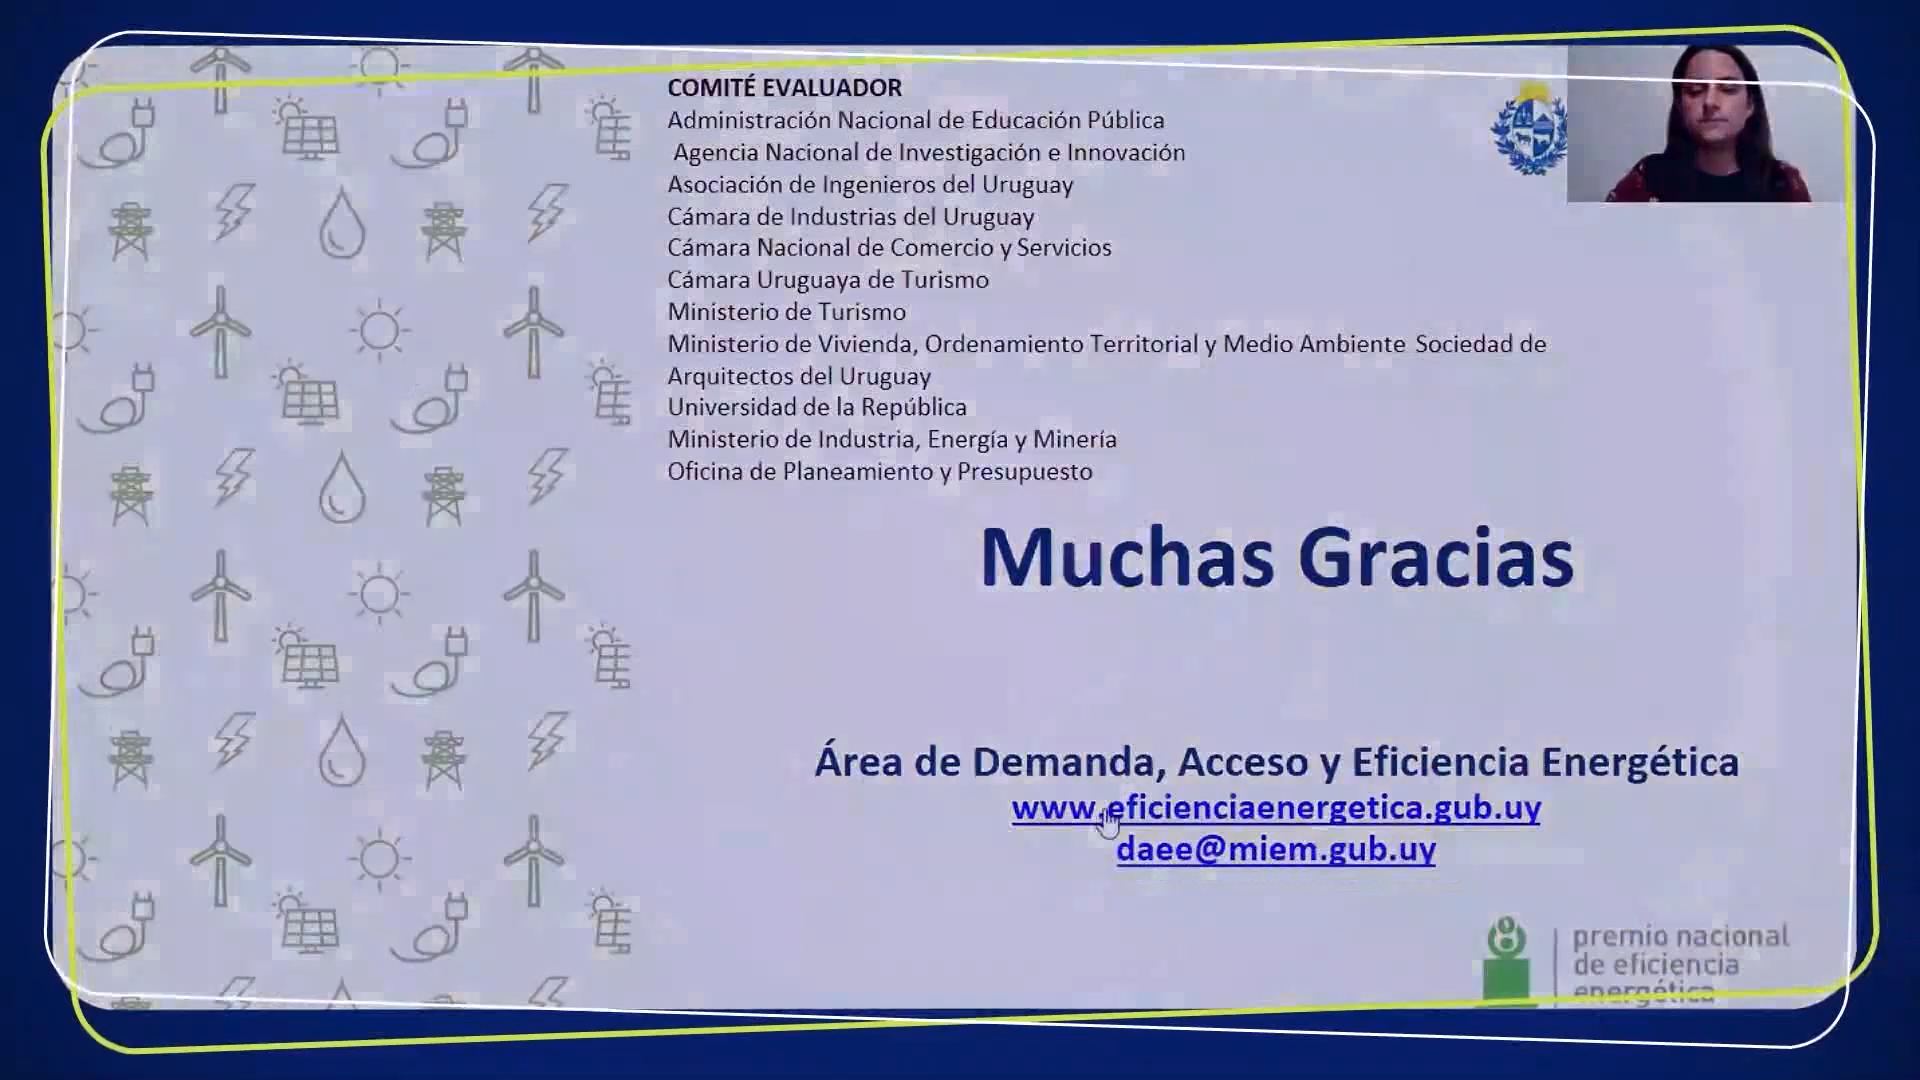 COMITÉ EVALUADOR
Administración Nacional de Educación Pública
Agencia Nacional de Investigación e Innovación
Asociación de Ingenieros del Uruguay
Cámara de Industrias del Uruguay
Cámara Nacional de Comercio y Servicios
Cámara Uruguaya de Turismo
Ministerio de Turismo
Ministerio de Vivienda, Ordenamiento Territorial y Medio Ambiente Sociedad de
Arquitectos del Uruguay
Universidad de la República
Ministerio de Industria, Energía y Minería
Oficina de Planeamiento y Presupuesto
Muchas Gracias
Área de Demanda, Acceso y Eficiencia Energética
www.eficienciaenergetica.gub.uy
daee@miem.gub.uy
premio nacional
de eficiencia
energética